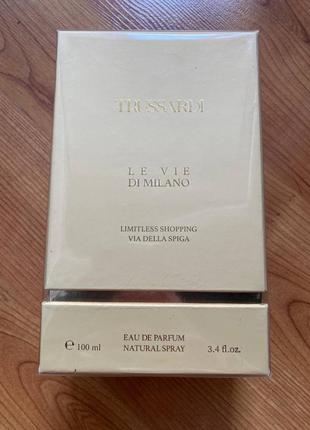 TRUSSARDI
LE VIE
DI MILANO
LIMITLESS SHOPPING
VIA DELLA SPIGA
e 100 ml
EAU DE PARFUM
NATURAL SPRAY
3.4 fl.oz.